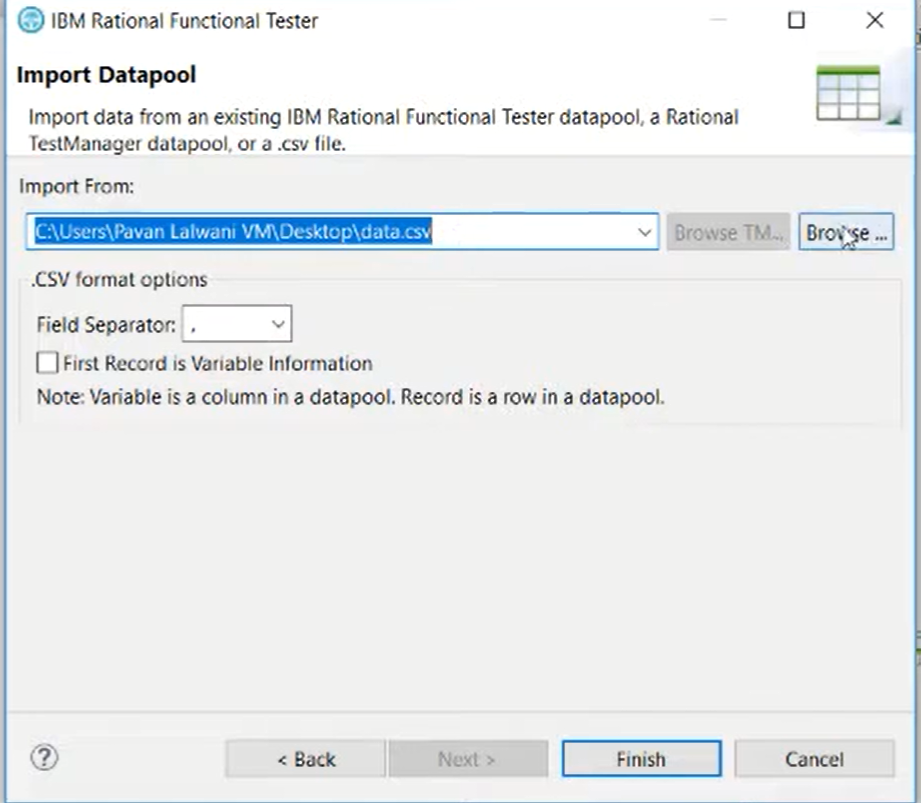 IBM Rational Functional Tester
Import Datapool
Import data from an existing IBM Rational Functional Tester datapool, a Rational
TestManager datapool, or a .csv file.
Import From:
C:\Users\Pavan Lalwani VM\Desktop\data.csv
Browse TM...
Browse ...
.CSV format options
Field Separator: ,
First Record is Variable Information
Note: Variable is a column in a datapool. Record is a row in a datapool.
?
< Back
Next >
Finish
Cancel